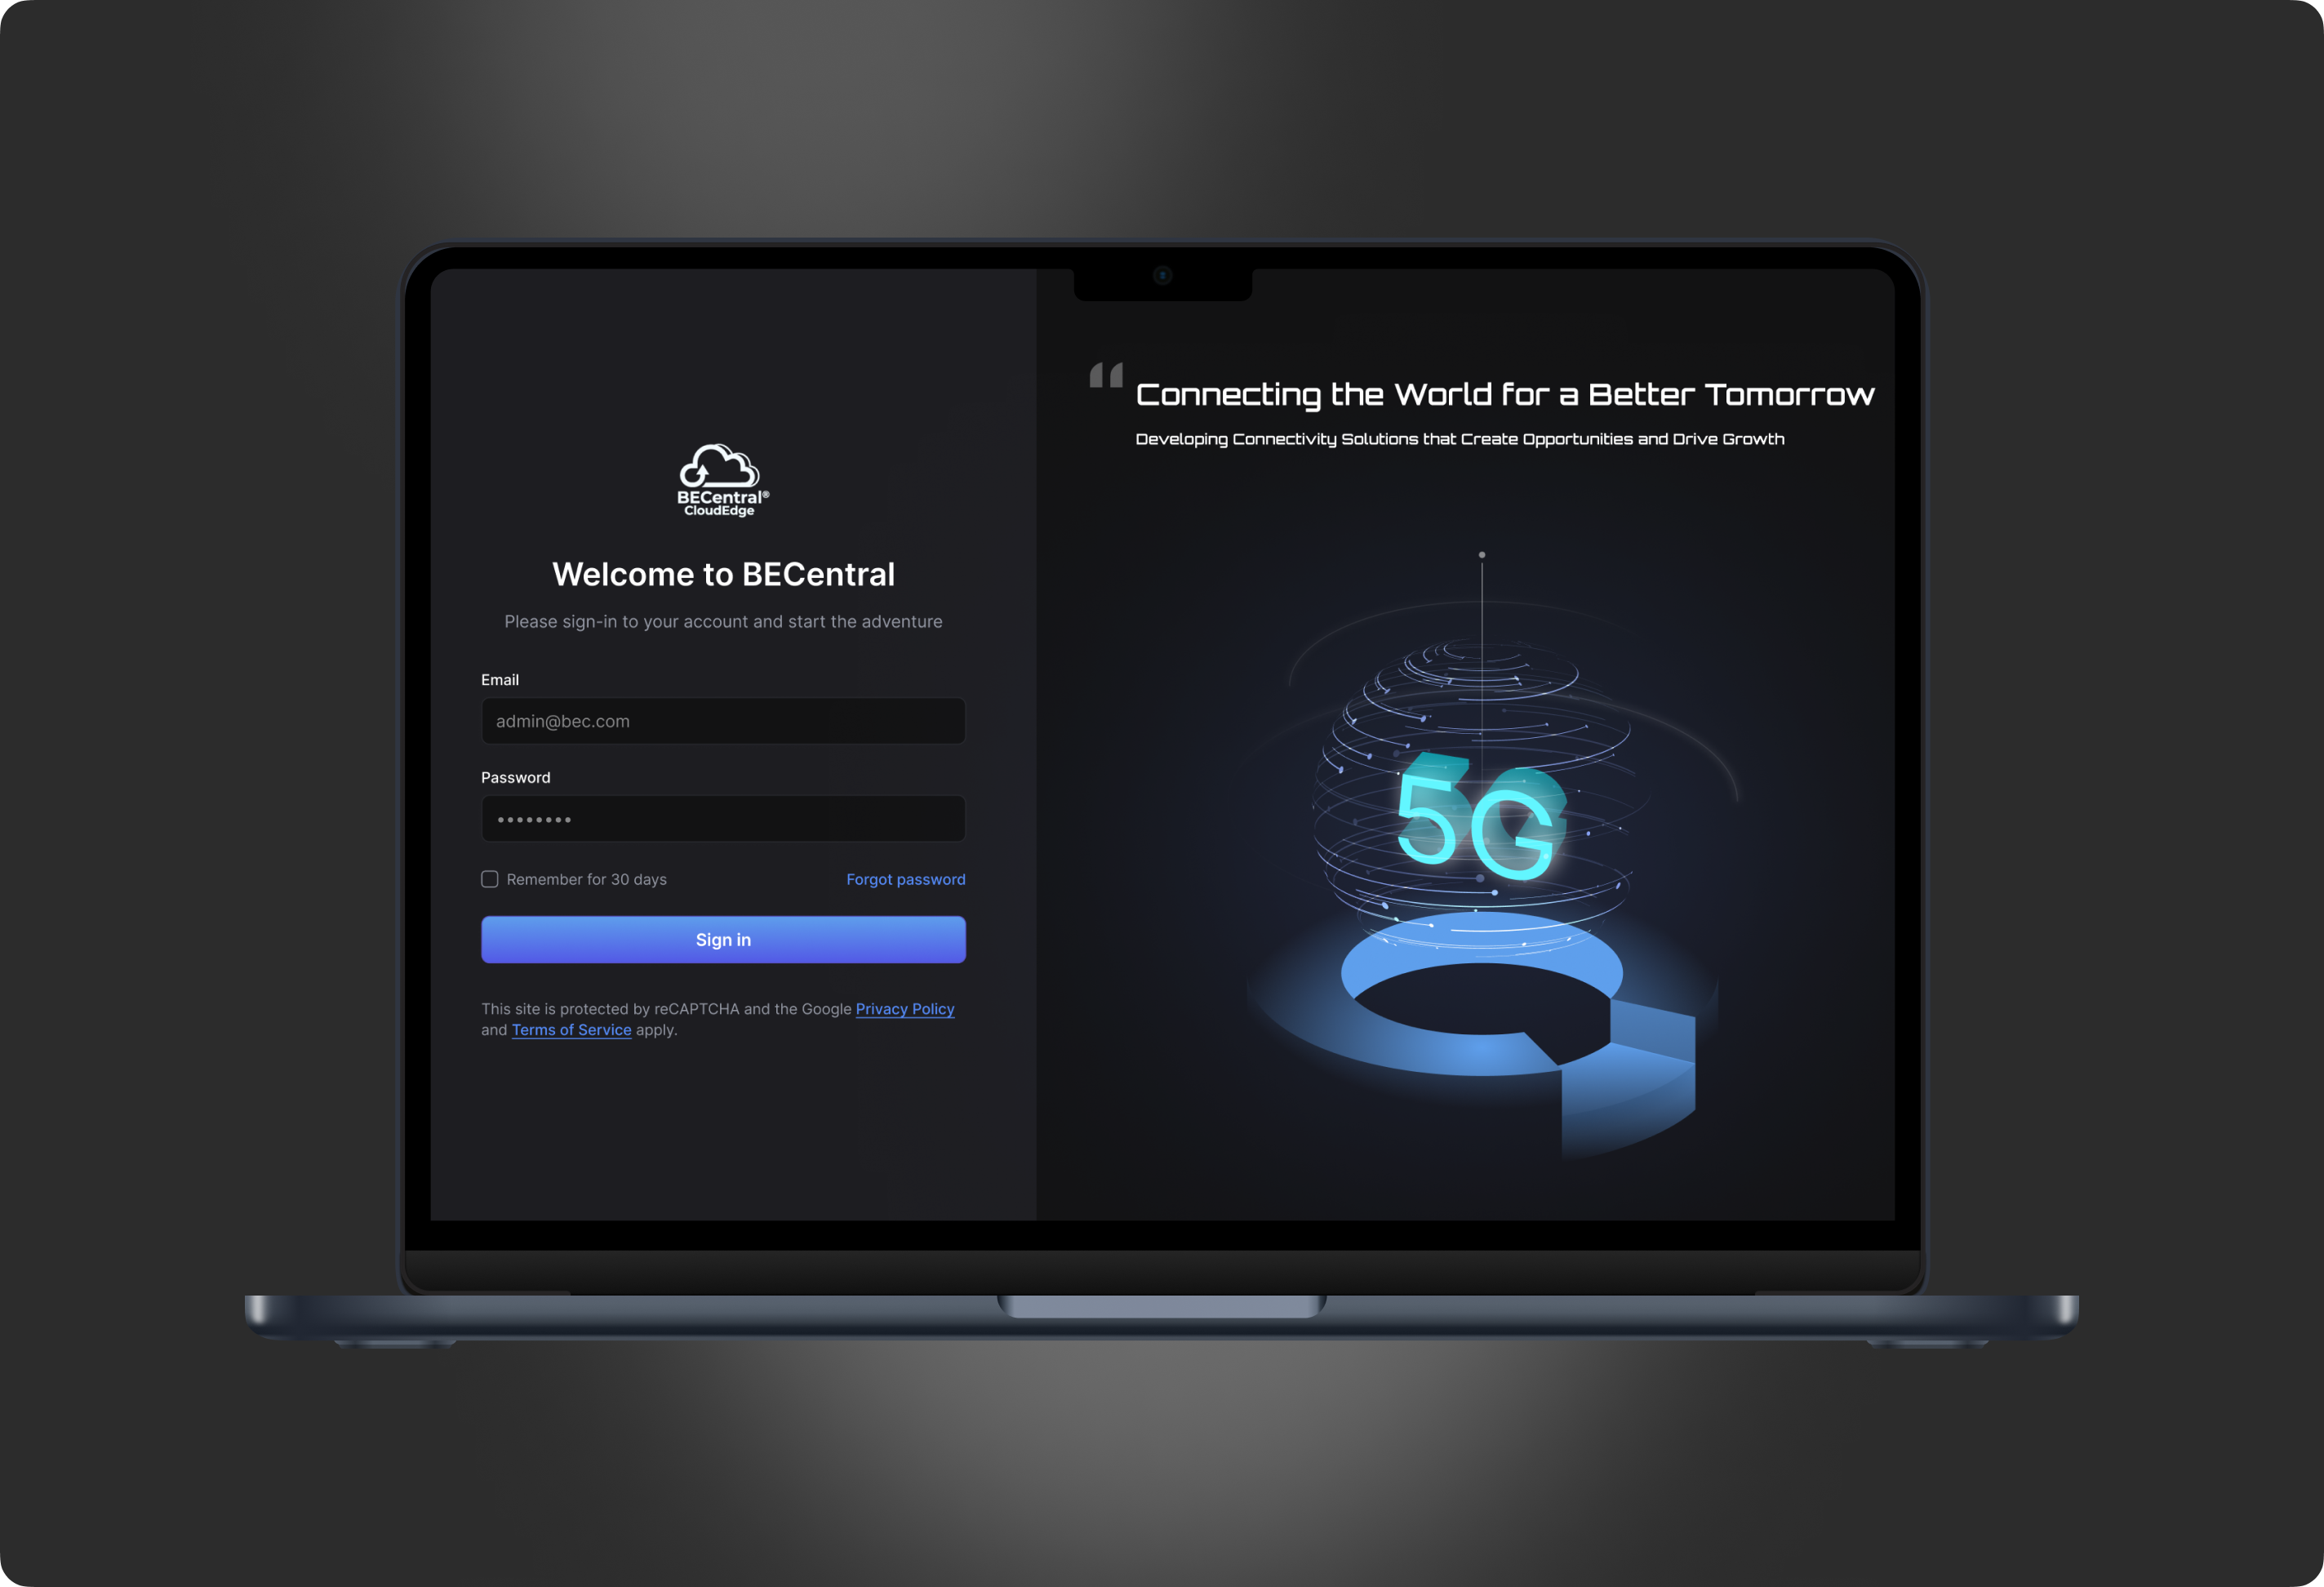 BECentral®
CloudEdge
Welcome to BECentral
Please sign-in to your account and start the adventure
Email
admin@bec.com
Password
••••••••
Remember for 30 days
Forgot password
Sign in
This site is protected by reCAPTCHA and the Google Privacy Policy
and Terms of Service apply.
“ Connecting the World for a Better Tomorrow
Developing Connectivity Solutions that Create Opportunities and Drive Growth
5G